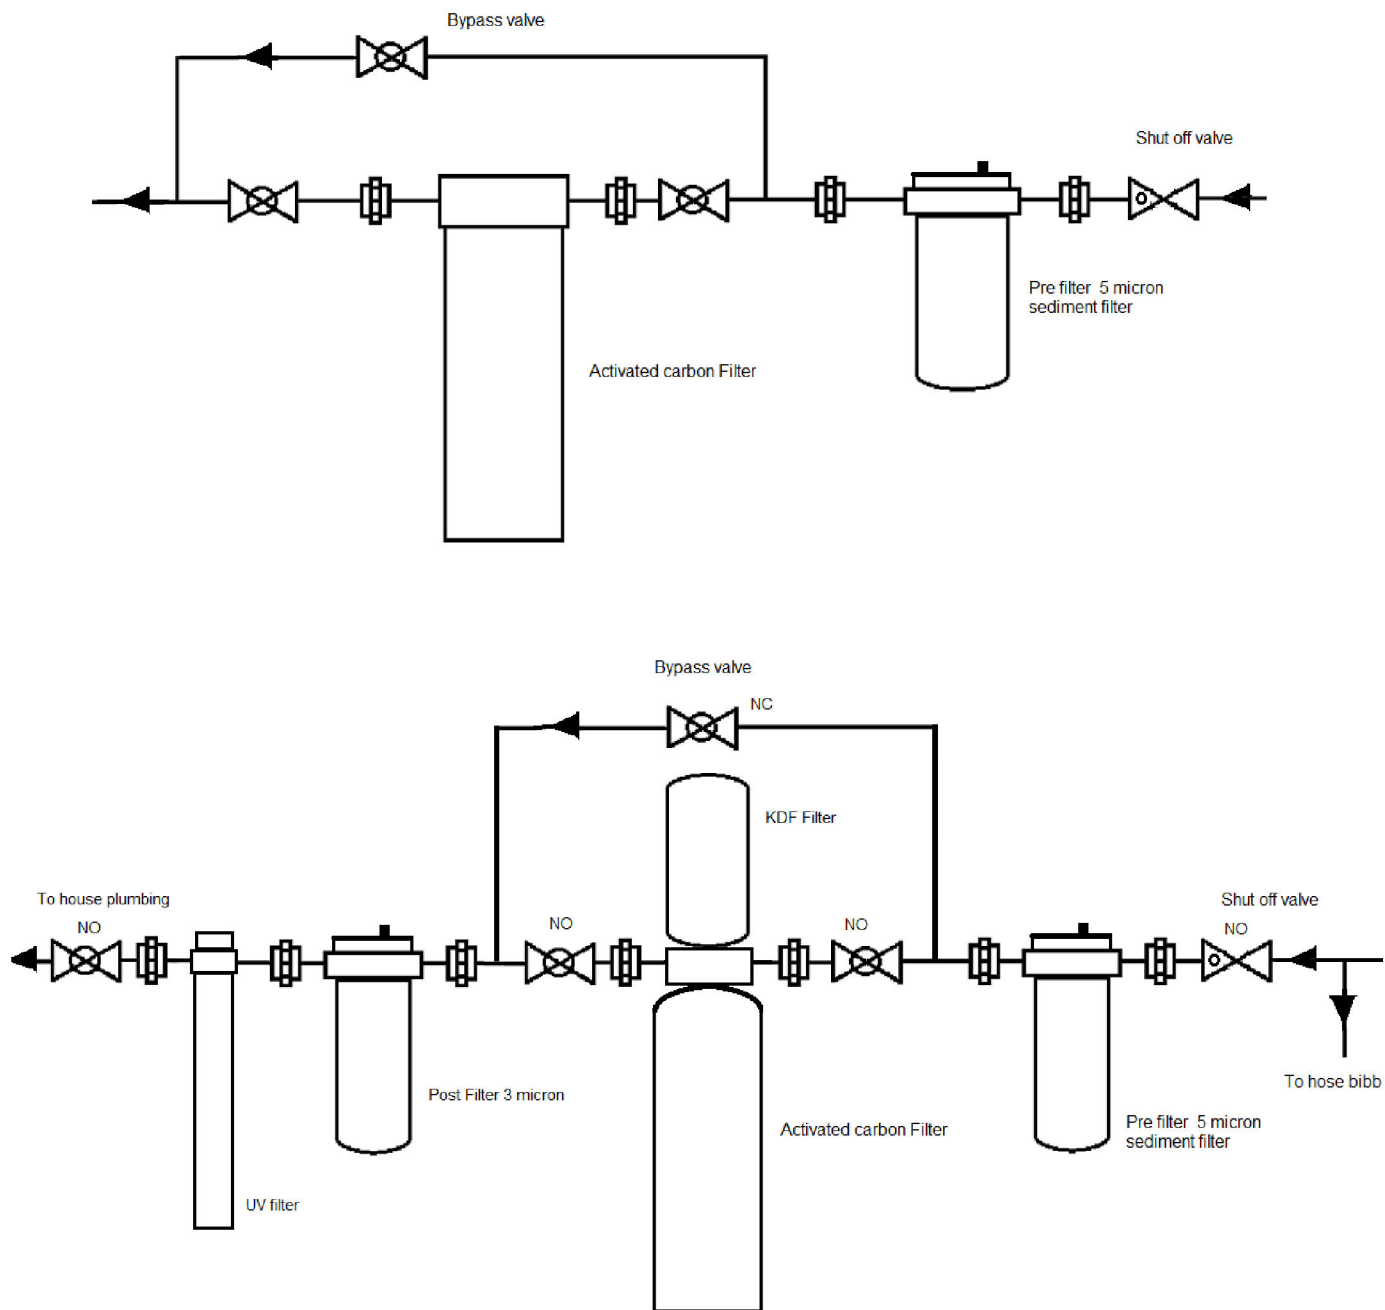 Bypass valve
Shut off valve
Pre filter 5 micron
sediment filter
Activated carbon Filter
Bypass valve
NC
KDF Filter
To house plumbing
NO
NO
NO
Shut off valve
NO
To hose bibb
Post Filter 3 micron
Activated carbon Filter
Pre filter 5 micron
sediment filter
UV filter